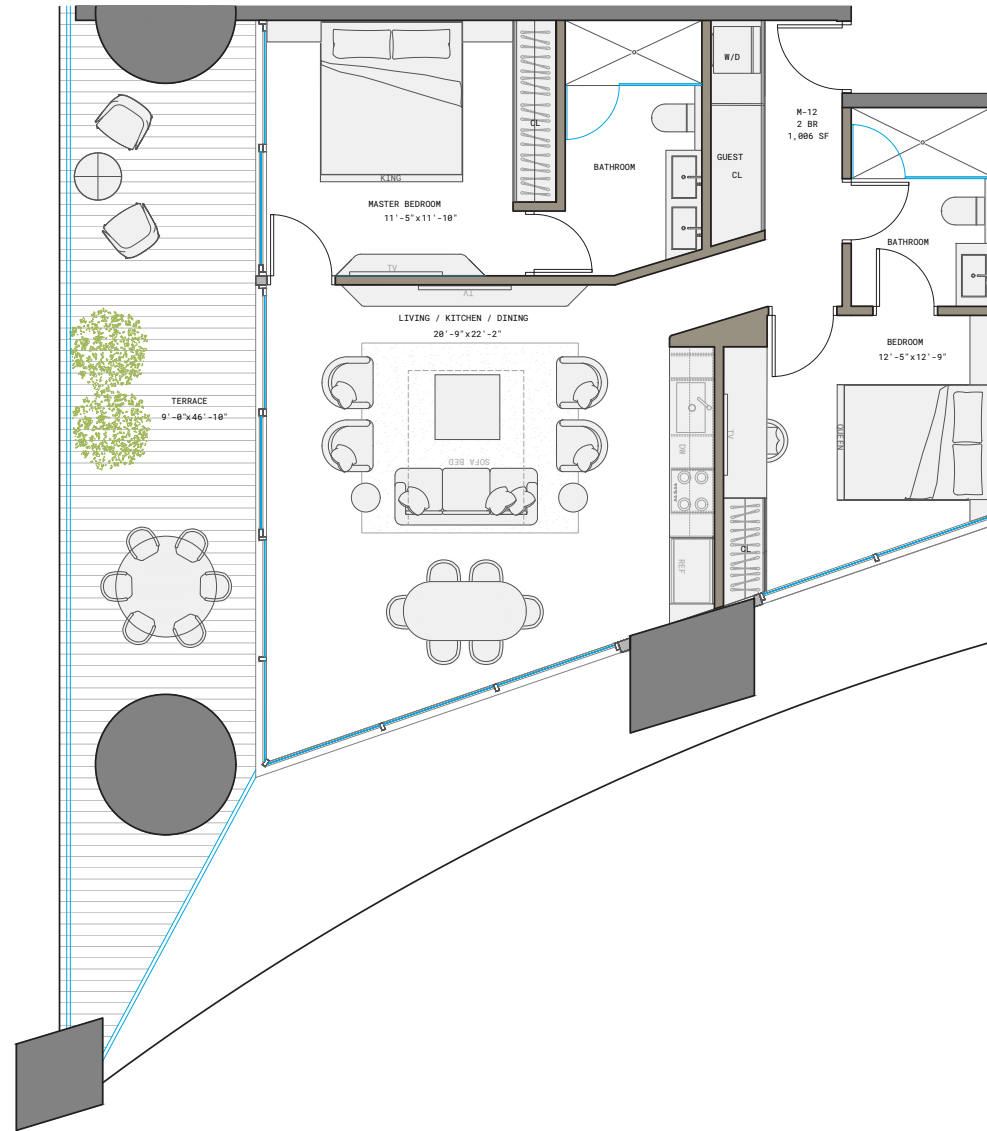 W/D
M-12
2 BR
1,006 SF
CL
BATHROOM
GUEST
CL
KING
MASTER BEDROOM
11'-5"x11'-10"
BATHROOM
TV
TV
LIVING / KITCHEN / DINING
20'-9"x22'-2"
BEDROOM
12'-5"x12'-9"
TERRACE
9'-0"x46'-10"
SOFA BED
DW
TV
QUEEN
CL
REF